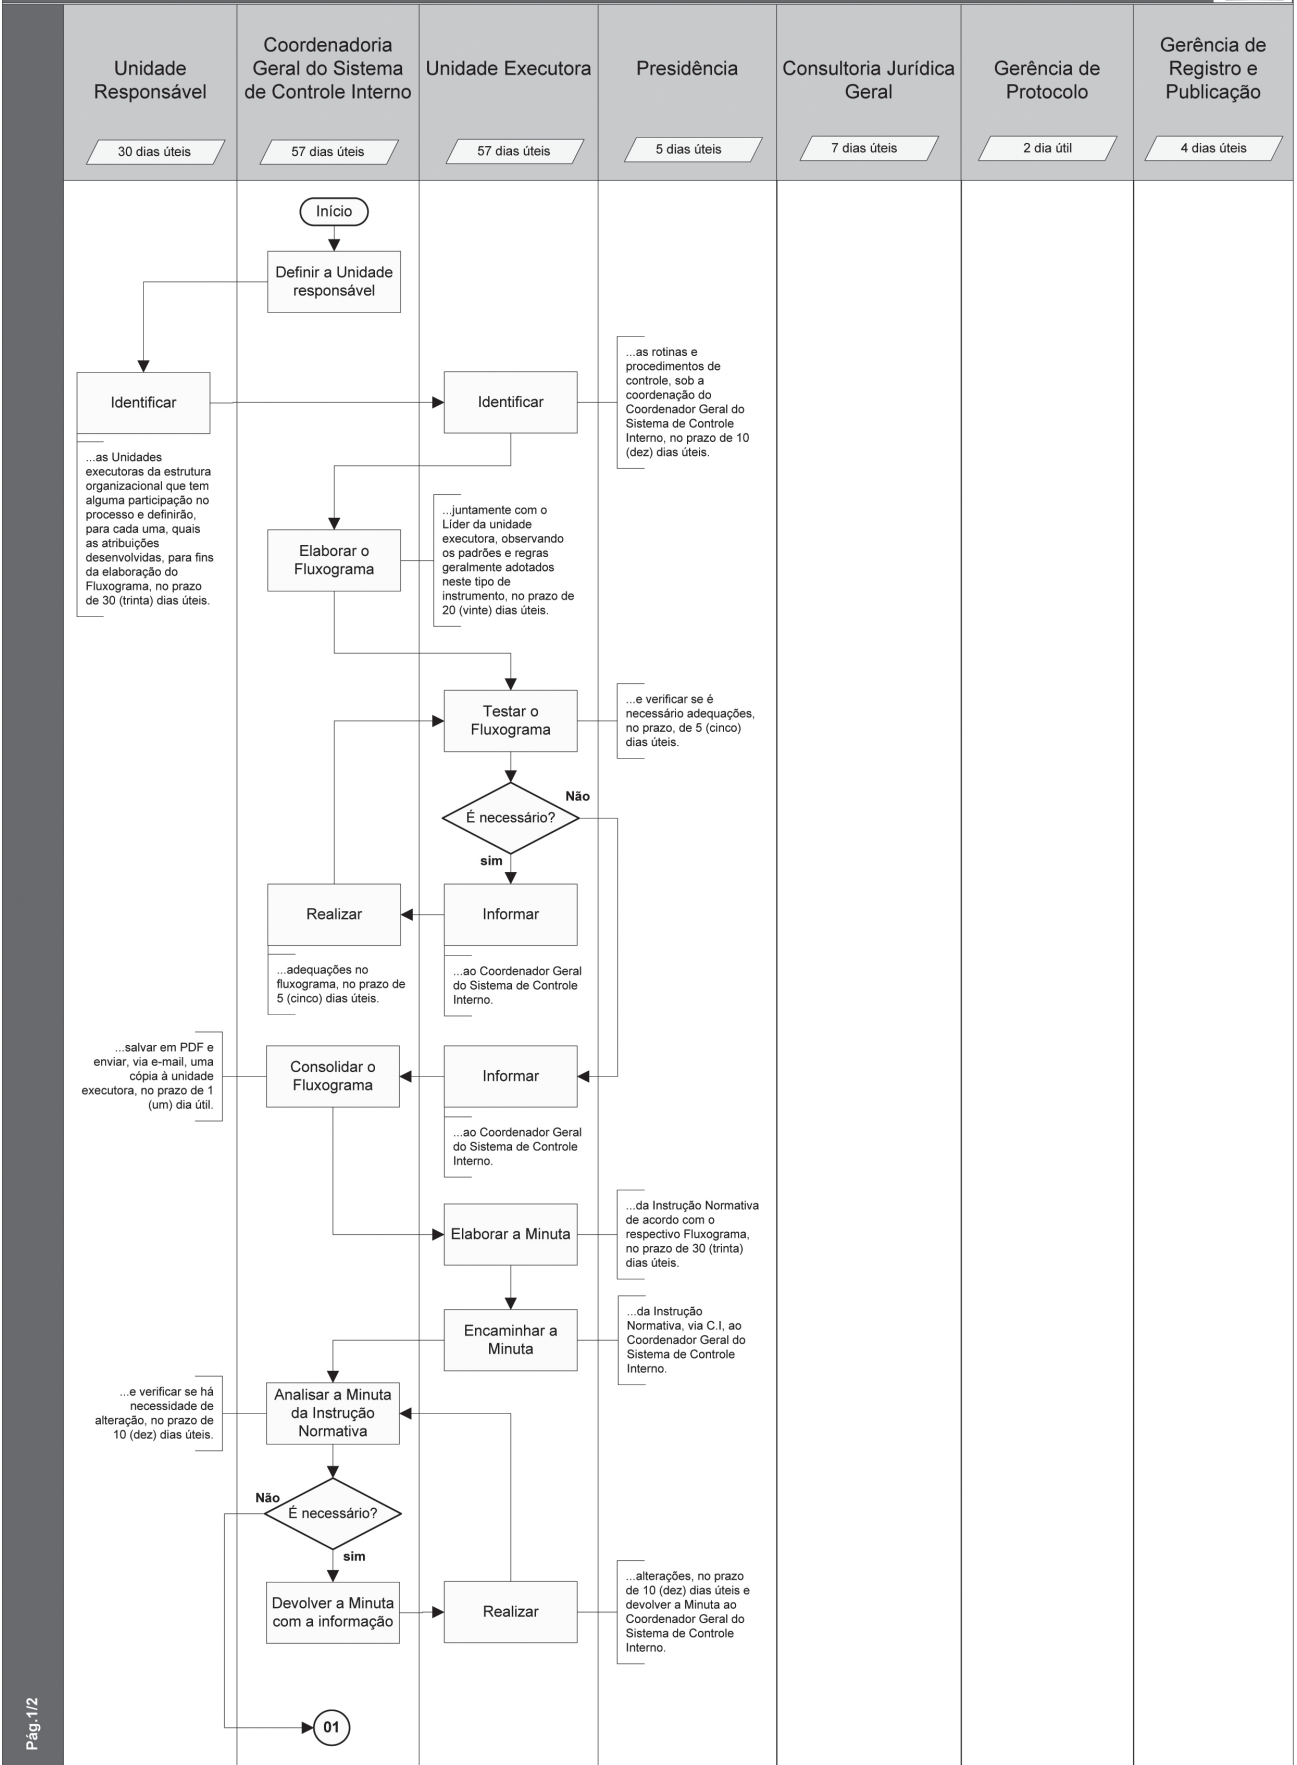 Unidade
Responsável
30 dias úteis
Coordenadoria
Geral do Sistema
de Controle Interno
57 dias úteis
Unidade Executora
57 dias úteis
Presidência
5 dias úteis
Consultoria Jurídica
Geral
7 dias úteis
Gerência de
Protocolo
2 dia útil
Gerência de
Registro e
Publicação
4 dias úteis
Início
Definir a Unidade
responsável
Identificar
...as Unidades
executoras da estrutura
organizacional que tem
alguma participação no
processo e definirão,
para cada uma, quais
as atribuições
desenvolvidas, para fins
da elaboração do
Fluxograma, no prazo
de 30 (trinta) dias úteis.
Identificar
...as rotinas e
procedimentos de
controle, sob a
coordenação do
Coordenador Geral do
Sistema de Controle
Interno, no prazo de 10
(dez) dias úteis.
Elaborar o
Fluxograma
...juntamente com o
Líder da unidade
executora, observando
os padrões e regras
geralmente adotados
neste tipo de
instrumento, no prazo de
20 (vinte) dias úteis.
Testar o
Fluxograma
...e verificar se é
necessário adequações,
no prazo, de 5 (cinco)
dias úteis.
É necessário?
Não
sim
Informar
...ao Coordenador Geral
do Sistema de Controle
Interno.
Realizar
...adequações no
fluxograma, no prazo de
5 (cinco) dias úteis.
Informar
...ao Coordenador Geral
do Sistema de Controle
Interno.
Consolidar o
Fluxograma
...salvar em PDF e
enviar, via e-mail, uma
cópia à unidade
executora, no prazo de 1
(um) dia útil.
Elaborar a Minuta
...da Instrução Normativa
de acordo com o
respectivo Fluxograma,
no prazo de 30 (trinta)
dias úteis.
Encaminhar a
Minuta
...da Instrução
Normativa, via C.I, ao
Coordenador Geral do
Sistema de Controle
Interno.
Analisar a Minuta
da Instrução
Normativa
...e verificar se há
necessidade de
alteração, no prazo de
10 (dez) dias úteis.
É necessário?
Não
sim
Devolver a Minuta
com a informação
Realizar
...alterações, no prazo
de 10 (dez) dias úteis e
devolver a Minuta ao
Coordenador Geral do
Sistema de Controle
Interno.
01
Pág.1/2